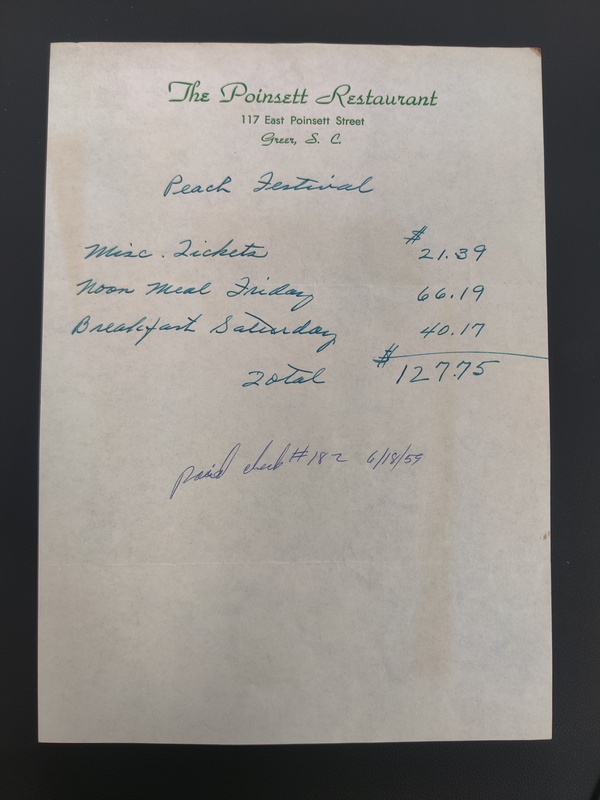 The Poinsett Restaurant
117 East Poinsett Street
Greer, S. C.
Peach Festival
Misc. Tickets $ 21.39
Noon Meal Friday 66.19
Breakfast Saturday 40.17
Total $ 127.75
paid check #182 6/18/59